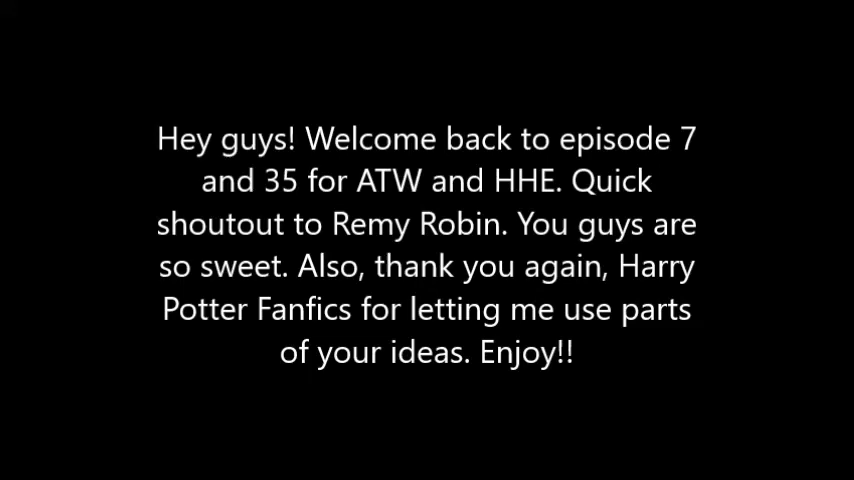 Hey guys! Welcome back to episode 7
and 35 for ATW and HHE. Quick
shoutout to Remy Robin. You guys are
so sweet. Also, thank you again, Harry
Potter Fanfics for letting me use parts
of your ideas. Enjoy!!